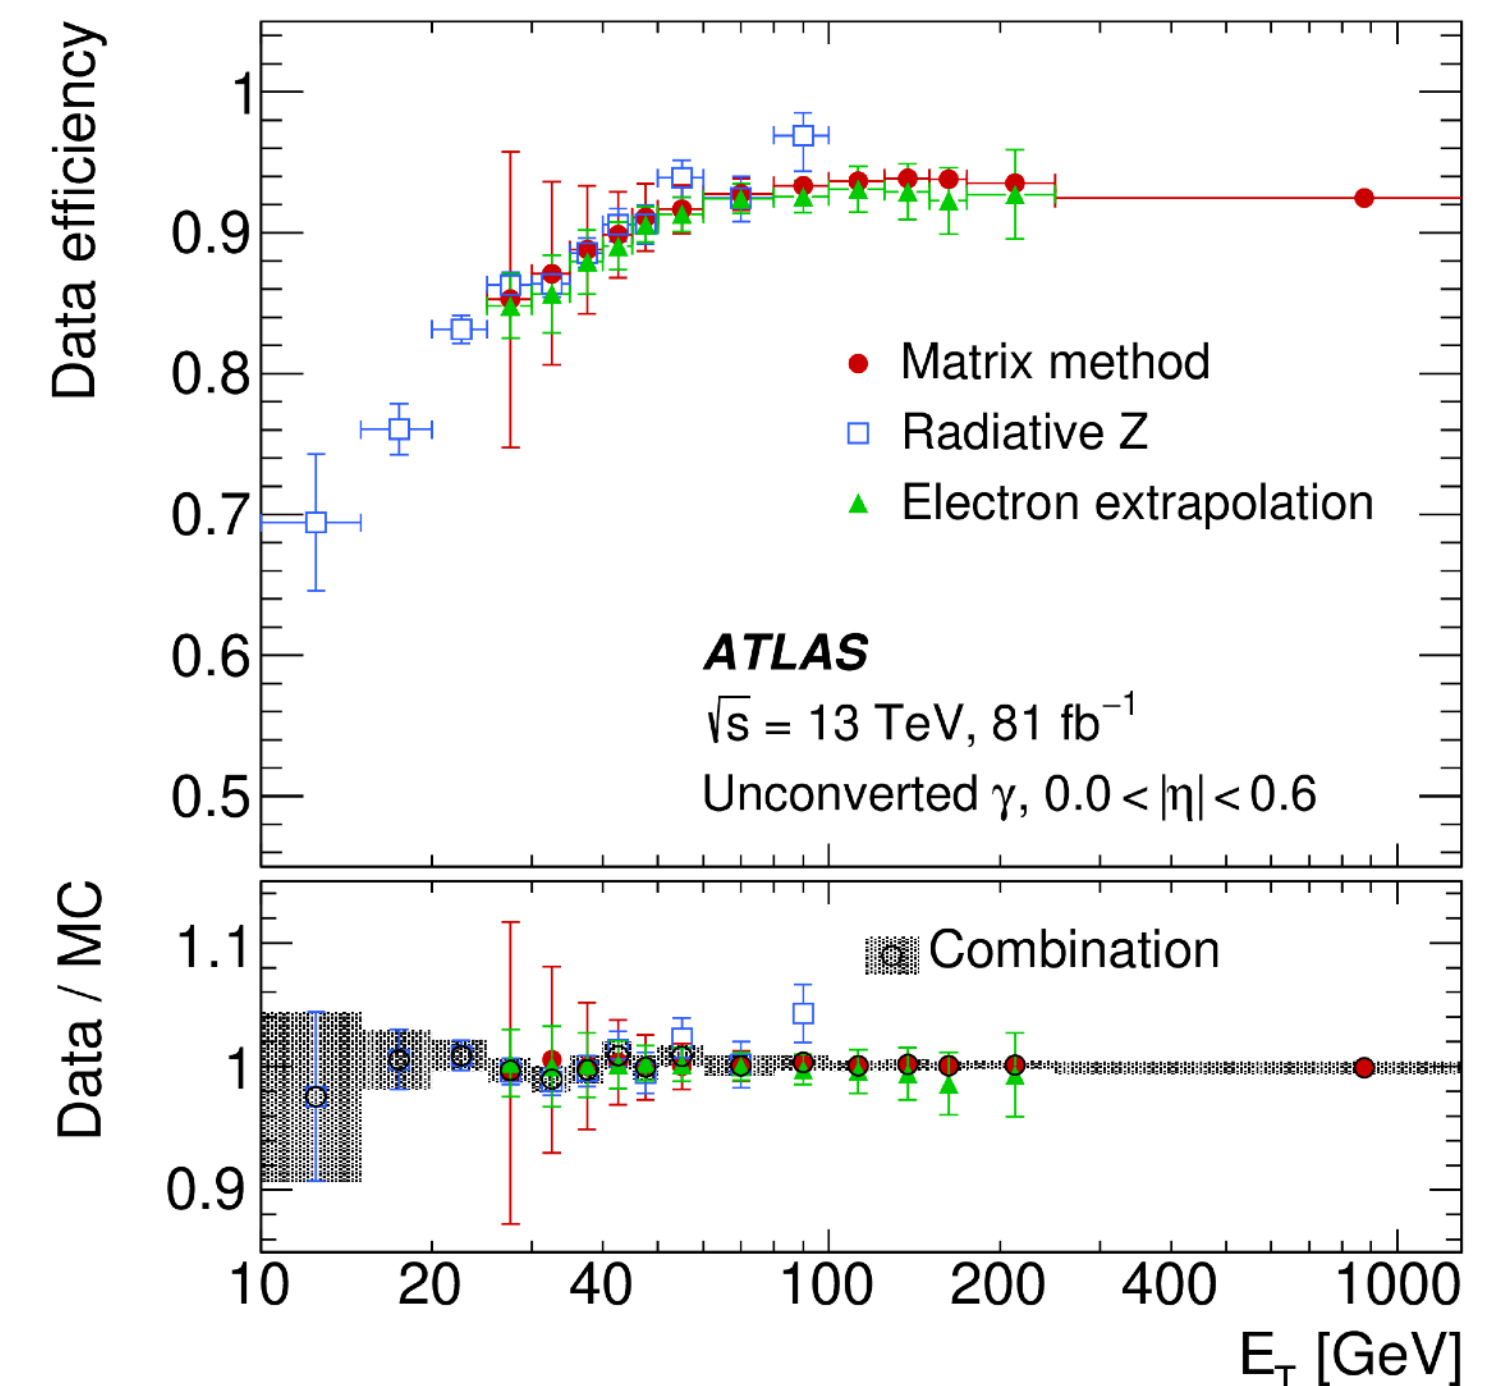 Data efficiency
1
0.9
0.8
0.7
0.6
0.5
Matrix method
Radiative Z
Electron extrapolation
ATLAS
√s = 13 TeV, 81 fb⁻¹
Unconverted γ, 0.0 < |η| < 0.6
Data / MC
1.1
1
0.9
Combination
10 20 40 100 200 400 1000
E_T [GeV]